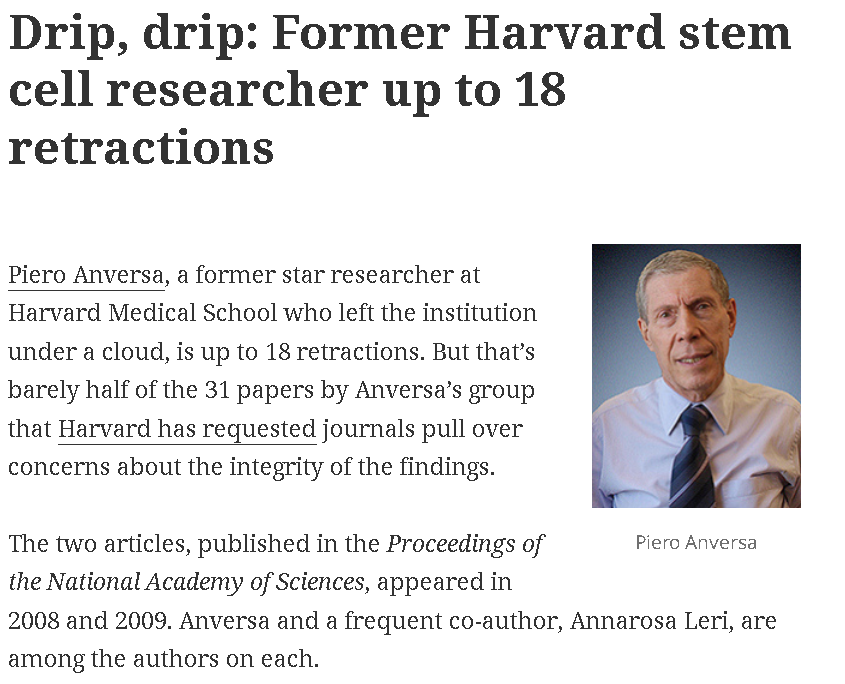 Drip, drip: Former Harvard stem
cell researcher up to 18
retractions
Piero Anversa, a former star researcher at
Harvard Medical School who left the institution
under a cloud, is up to 18 retractions. But that’s
barely half of the 31 papers by Anversa’s group
that Harvard has requested journals pull over
concerns about the integrity of the findings.
Piero Anversa
The two articles, published in the Proceedings of
the National Academy of Sciences, appeared in
2008 and 2009. Anversa and a frequent co-author, Annarosa Leri, are
among the authors on each.